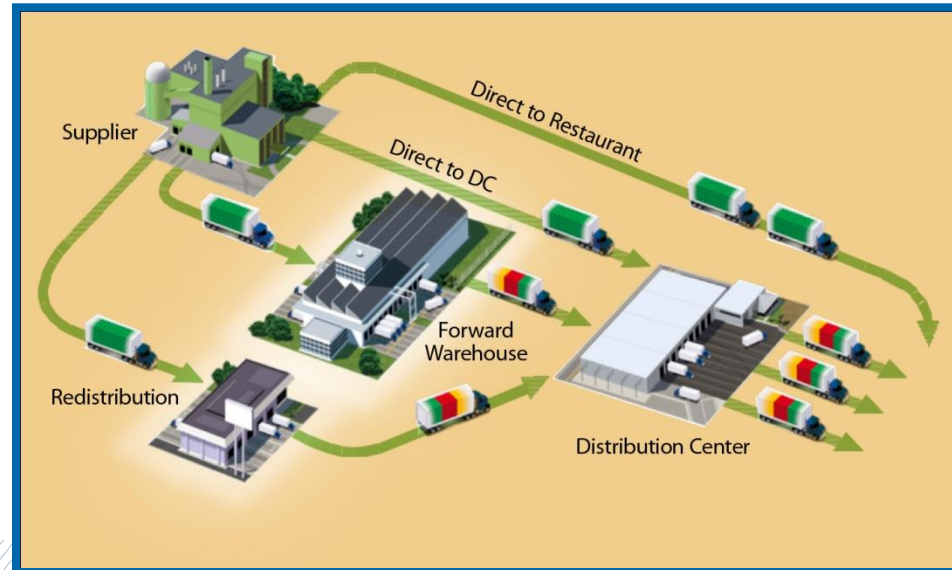 Supplier
Direct to Restaurant
Direct to DC
Forward
Warehouse
Redistribution
Distribution Center